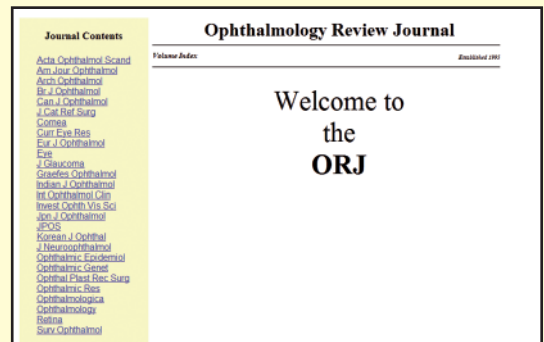 Journal Contents
Acta Ophthalmol Scand
Am Jour Ophthalmol
Arch Ophthalmol
Br J Ophthalmol
Can J Ophthalmol
J Cat Ref Surg
Cornea
Curr Eye Res
Eur J Ophthalmol
Eye
J Glaucoma
Graefes Ophthalmol
Indian J Ophthalmol
Int Ophthalmol Clin
Invest Ophth Vis Sci
Jpn J Ophthalmol
JPOS
Korean J Ophthal
J Neuroophthalmol
Ophthalmic Epidemiol
Ophthalmic Genet
Ophthal Plast Rec Surg
Ophthalmic Res
Ophthalmologica
Ophthalmology
Retina
Surv Ophthalmol
Ophthalmology Review Journal
Volume Index
Established 1995
Welcome to
the
ORJ